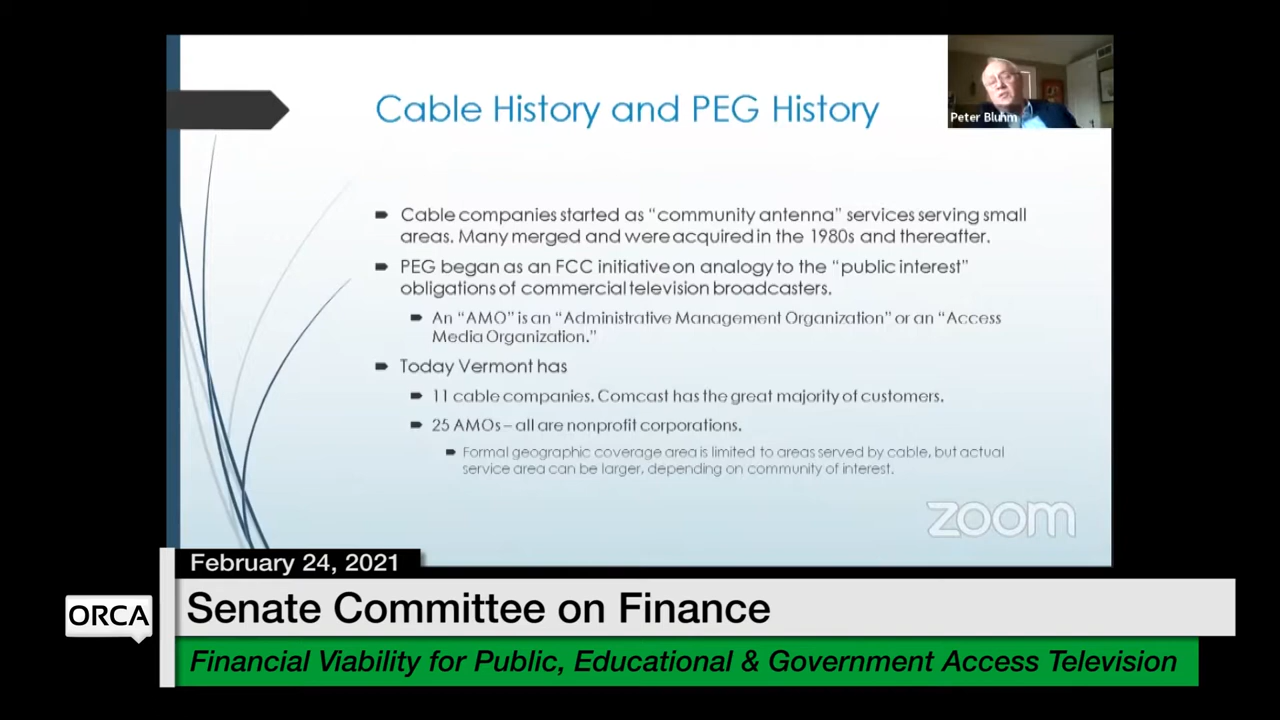 Cable History and PEG History
Peter Bluhm
Cable companies started as “community antenna” services serving small
areas. Many merged and were acquired in the 1980s and thereafter.
PEG began as an FCC initiative on analogy to the “public interest”
obligations of commercial television broadcasters.
An “AMO” is an “Administrative Management Organization” or an “Access
Media Organization.”
Today Vermont has
11 cable companies. Comcast has the great majority of customers.
25 AMOs – all are nonprofit corporations.
Formal geographic coverage area is limited to areas served by cable, but actual
service area can be larger, depending on community of interest.
zoom
February 24, 2021
ORCA
Senate Committee on Finance
Financial Viability for Public, Educational & Government Access Television